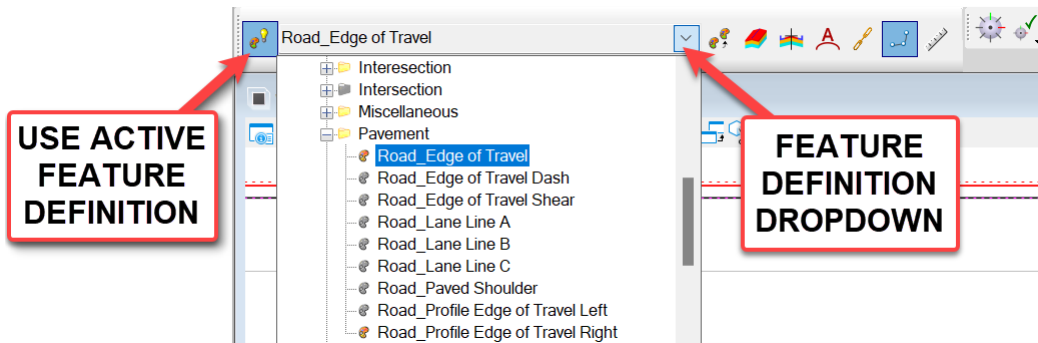 Road_Edge of Travel
Interesection
Intersection
Miscellaneous
Pavement
Road_Edge of Travel
Road_Edge of Travel Dash
Road_Edge of Travel Shear
Road_Lane Line A
Road_Lane Line B
Road_Lane Line C
Road_Paved Shoulder
Road_Profile Edge of Travel Left
Road_Profile Edge of Travel Right
USE ACTIVE
FEATURE
DEFINITION
FEATURE
DEFINITION
DROPDOWN